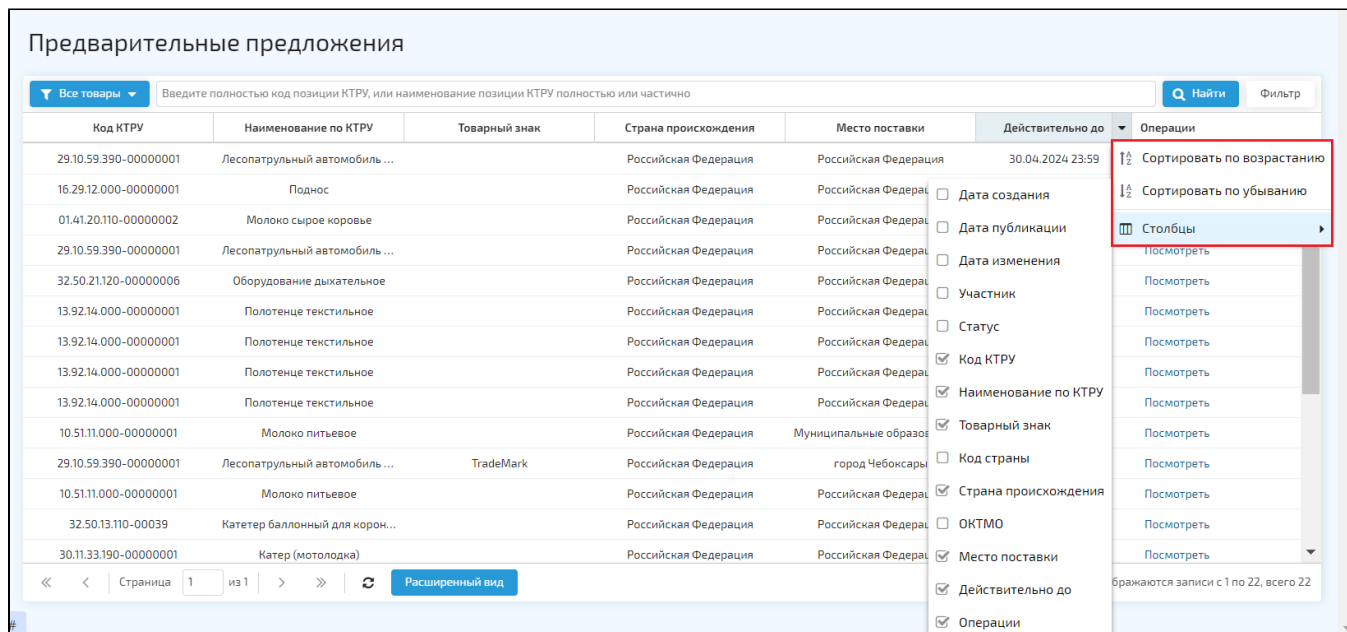 Предварительные предложения
Все товары Введите полностью код позиции КТРУ, или наименование позиции КТРУ полностью или частично Найти Фильтр
Код КТРУ Наименование по КТРУ Товарный знак Страна происхождения Место поставки Действительно до Операции
29.10.59.390-00000001 Лесопатрульный автомобиль ... Российская Федерация Российская Федерация 30.04.2024 23:59
16.29.12.000-00000001 Поднос Российская Федерация Российская Федерац
01.41.20.110-00000002 Молоко сырое коровье Российская Федерация Российская Федерац
29.10.59.390-00000001 Лесопатрульный автомобиль ... Российская Федерация Российская Федерац Посмотреть
32.50.21.120-00000006 Оборудование дыхательное Российская Федерация Российская Федерац Посмотреть
13.92.14.000-00000001 Полотенце текстильное Российская Федерация Российская Федерац Посмотреть
13.92.14.000-00000001 Полотенце текстильное Российская Федерация Российская Федерац Посмотреть
13.92.14.000-00000001 Полотенце текстильное Российская Федерация Российская Федерац Посмотреть
13.92.14.000-00000001 Полотенце текстильное Российская Федерация Российская Федерац Посмотреть
10.51.11.000-00000001 Молоко питьевое Российская Федерация Муниципальные образов Посмотреть
29.10.59.390-00000001 Лесопатрульный автомобиль ... TradeMark Российская Федерация город Чебоксары Посмотреть
10.51.11.000-00000001 Молоко питьевое Российская Федерация Российская Федерац Посмотреть
32.50.13.110-00039 Катетер баллонный для корон... Российская Федерация Российская Федерац Посмотреть
30.11.33.190-00000001 Катер (мотолодка) Российская Федерация Российская Федерац Посмотреть
Сортировать по возрастанию
Сортировать по убыванию
Столбцы
Дата создания
Дата публикации
Дата изменения
Участник
Статус
Код КТРУ
Наименование по КТРУ
Товарный знак
Код страны
Страна происхождения
ОКТМО
Место поставки
Действительно до
Операции
Страница 1 из 1 Расширенный вид бражаются записи с 1 по 22, всего 22
#